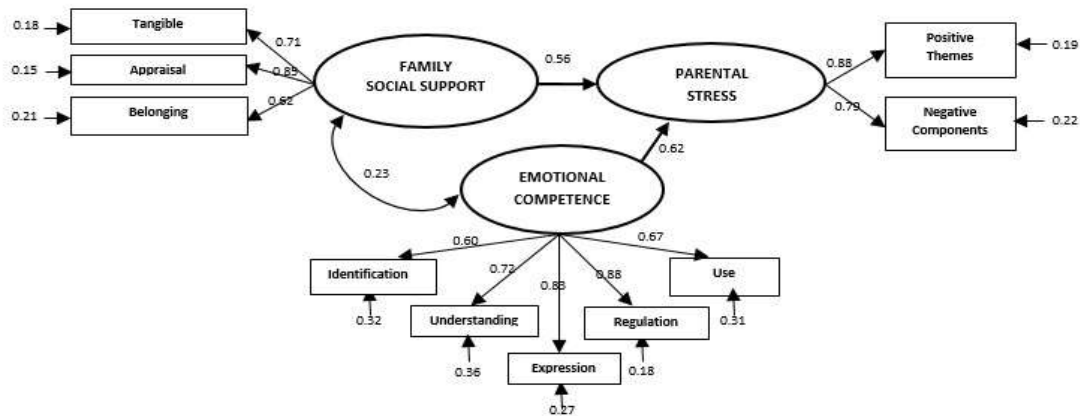 0.18
Tangible
0.71
0.15
Appraisal
0.85
0.21
Belonging
0.62
FAMILY
SOCIAL SUPPORT
0.56
PARENTAL
STRESS
0.88
Positive
Themes
0.19
0.79
Negative
Components
0.22
0.23
0.62
EMOTIONAL
COMPETENCE
0.60
0.72
0.83
0.88
0.67
Identification
0.32
Understanding
0.36
Expression
0.27
Regulation
0.18
Use
0.31